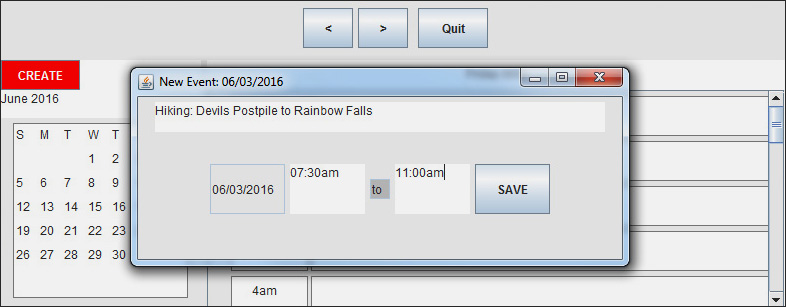 < > Quit
CREATE
June 2016
S M T W T
1 2
5 6 7 8 9
12 13 14 15 16
19 20 21 22 23
26 27 28 29 30
New Event: 06/03/2016
Hiking: Devils Postpile to Rainbow Falls
06/03/2016 07:30am to 11:00am SAVE
4am